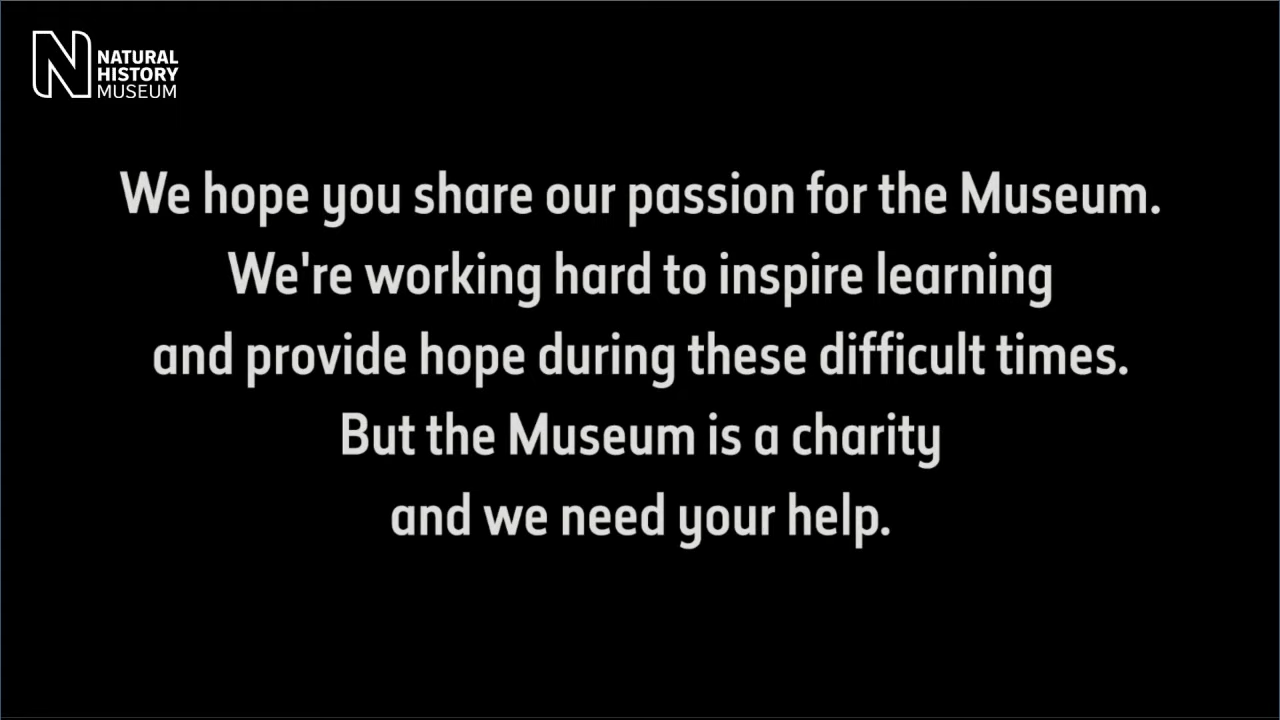 NATURAL
HISTORY
MUSEUM
We hope you share our passion for the Museum.
We're working hard to inspire learning
and provide hope during these difficult times.
But the Museum is a charity
and we need your help.